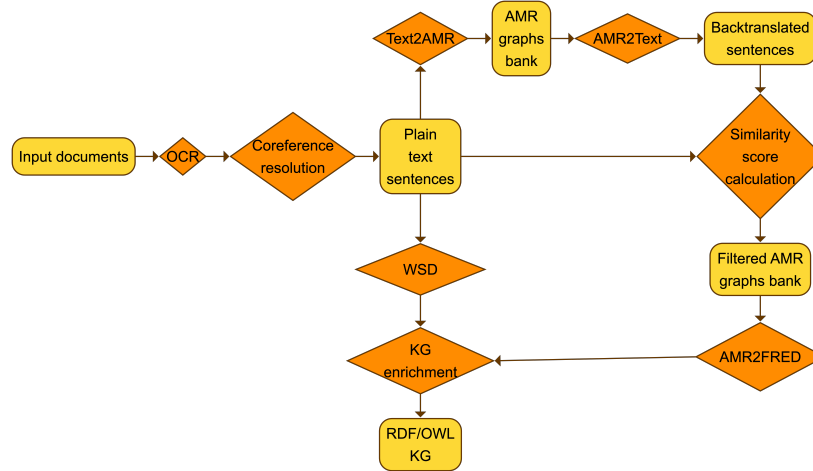 Text2AMR
AMR
graphs
bank
AMR2Text
Backtranslated
sentences
Input documents
OCR
Coreference
resolution
Plain
text
sentences
Similarity
score
calculation
WSD
Filtered AMR
graphs bank
KG
enrichment
AMR2FRED
RDF/OWL
KG